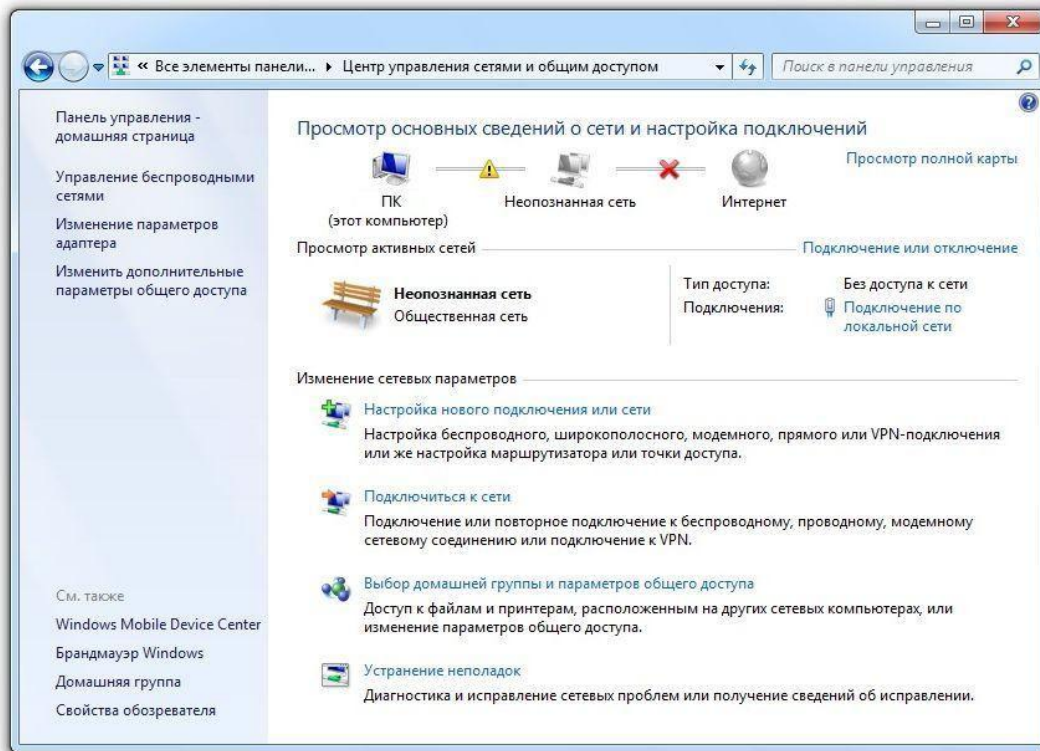 « Все элементы панели... ▸ Центр управления сетями и общим доступом
Поиск в панели управления
Панель управления -
домашняя страница
Управление беспроводными
сетями
Изменение параметров
адаптера
Изменить дополнительные
параметры общего доступа
См. также
Windows Mobile Device Center
Брандмауэр Windows
Домашняя группа
Свойства обозревателя
Просмотр основных сведений о сети и настройка подключений
Просмотр полной карты
ПК
(этот компьютер)
Неопознанная сеть
Интернет
Просмотр активных сетей
Подключение или отключение
Неопознанная сеть
Общественная сеть
Тип доступа: Без доступа к сети
Подключения: Подключение по
локальной сети
Изменение сетевых параметров
Настройка нового подключения или сети
Настройка беспроводного, широкополосного, модемного, прямого или VPN-подключения
или же настройка маршрутизатора или точки доступа.
Подключиться к сети
Подключение или повторное подключение к беспроводному, проводному, модемному
сетевому соединению или подключение к VPN.
Выбор домашней группы и параметров общего доступа
Доступ к файлам и принтерам, расположенным на других сетевых компьютерах, или
изменение параметров общего доступа.
Устранение неполадок
Диагностика и исправление сетевых проблем или получение сведений об исправлении.